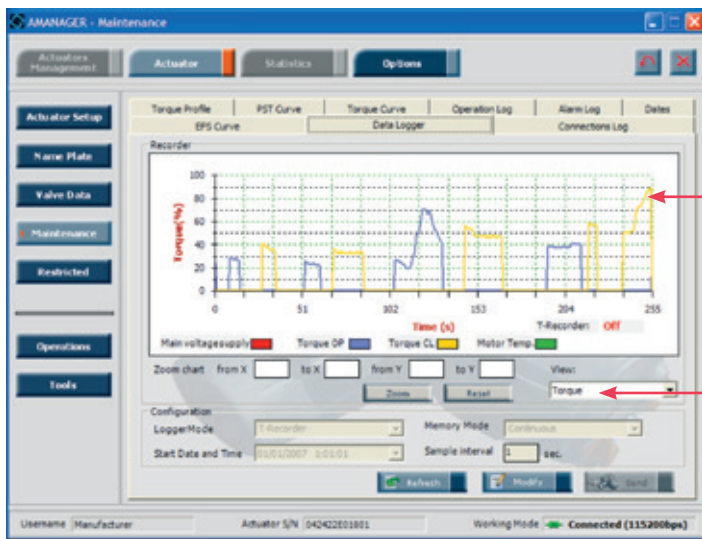 AMANAGER - Maintenance
Actuators Management
Actuator
Statistics
Options
Actuator Setup
Name Plate
Valve Data
Maintenance
Restricted
Operations
Tools
Torque Profile PST Curve Torque Curve Operation Log Alarm Log Dates
EPS Curve Data Logger Connections Log
Recorder
Torque(%)
100
80
60
40
20
0
0 51 102 153 204 255
Time (s)
T-Recorder: Off
Main voltage supply Torque OP Torque CL Motor Temp.
Zoom chart from X to X from Y to Y View:
Zoom Reset Torque
Configuration
LoggerMode T-Recorder Memory Mode Continuous
Start Date and Time 01/01/2007 1:01:01 Sample interval 1 sec.
Refresh Modify Send
Username Manufacturer Actuator S/N 042422E01801 Working Mode Connected (115200bps)